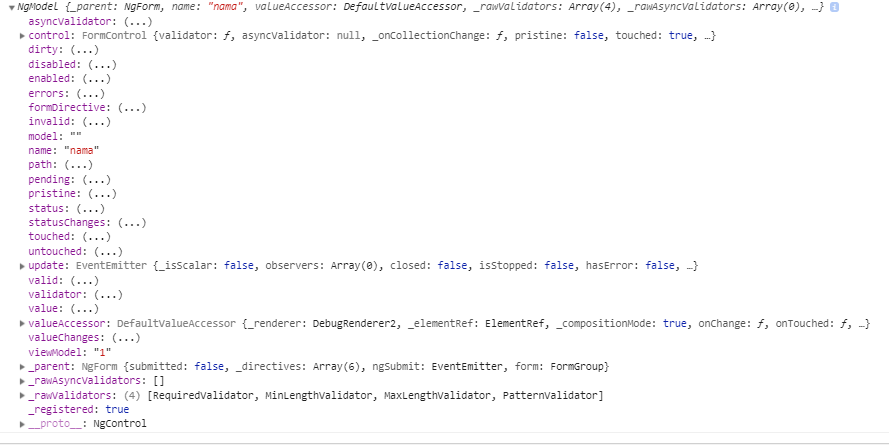 ▼NgModel {_parent: NgForm, name: "nama", valueAccessor: DefaultValueAccessor, _rawValidators: Array(4), _rawAsyncValidators: Array(0), …} i
asyncValidator: (...)
▶control: FormControl {validator: ƒ, asyncValidator: null, _onCollectionChange: ƒ, pristine: false, touched: true, …}
dirty: (...)
disabled: (...)
enabled: (...)
errors: (...)
formDirective: (...)
invalid: (...)
model: ""
name: "nama"
path: (...)
pending: (...)
pristine: (...)
status: (...)
statusChanges: (...)
touched: (...)
untouched: (...)
▶update: EventEmitter {_isScalar: false, observers: Array(0), closed: false, isStopped: false, hasError: false, …}
valid: (...)
validator: (...)
value: (...)
▶valueAccessor: DefaultValueAccessor {_renderer: DebugRenderer2, _elementRef: ElementRef, _compositionMode: true, onChange: ƒ, onTouched: ƒ, …}
valueChanges: (...)
viewModel: "1"
▶_parent: NgForm {submitted: false, _directives: Array(6), ngSubmit: EventEmitter, form: FormGroup}
▶_rawAsyncValidators: []
▶_rawValidators: (4) [RequiredValidator, MinLengthValidator, MaxLengthValidator, PatternValidator]
_registered: true
▶__proto__: NgControl